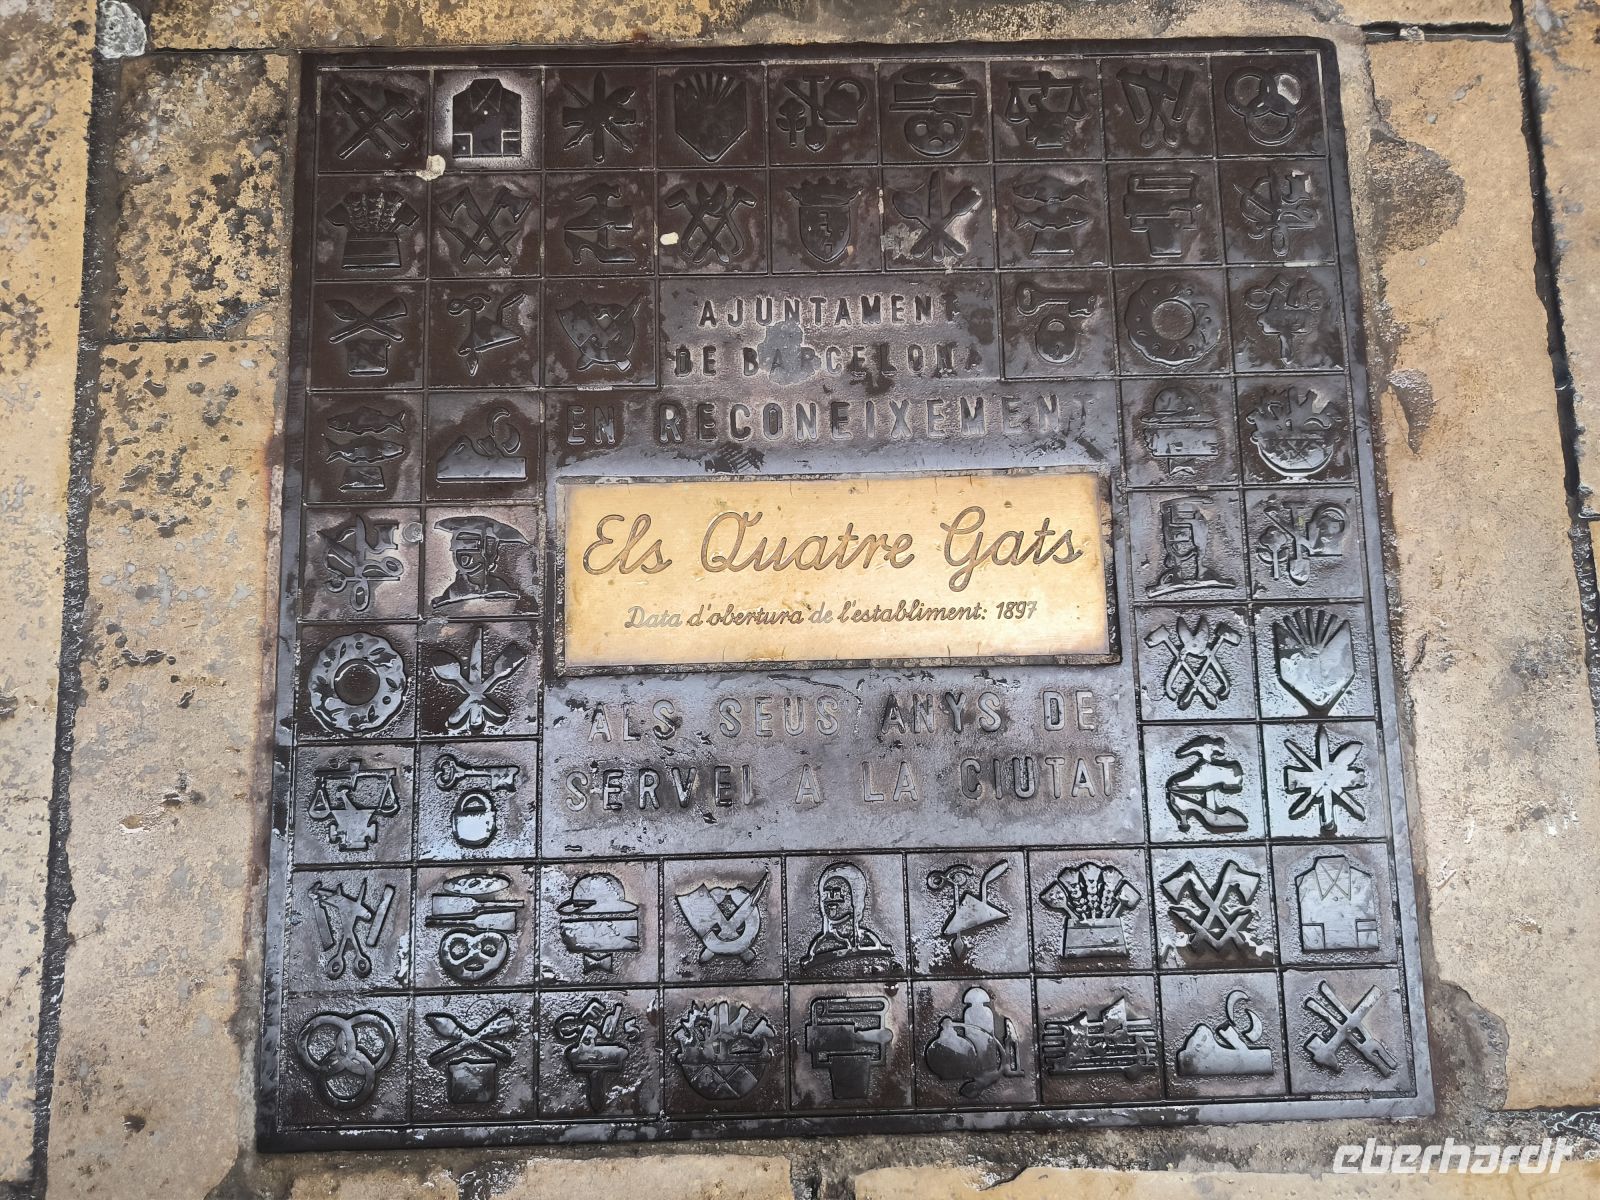 AJUNTAMENT
DE BARCELONA
EN RECONEIXEMENT
Els Quatre Gats
Data d'obertura de l'establiment: 1897
ALS SEUS ANYS DE
SERVEI A LA CIUTAT
eberhardt